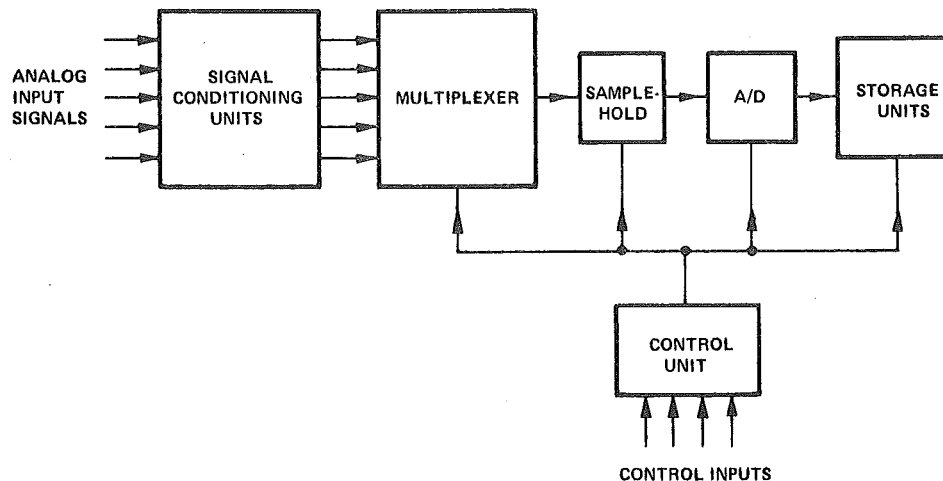 ANALOG
INPUT
SIGNALS
SIGNAL
CONDITIONING
UNITS
MULTIPLEXER
SAMPLE-
HOLD
A/D
STORAGE
UNITS
CONTROL
UNIT
CONTROL INPUTS